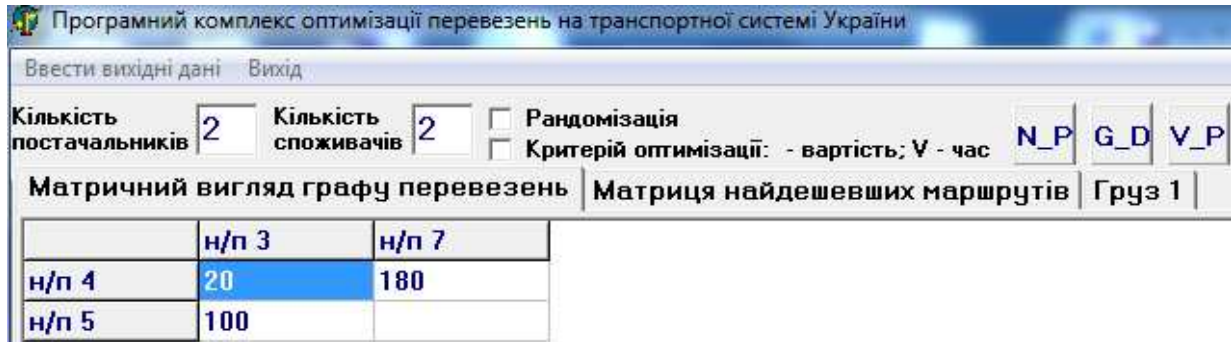 Програмний комплекс оптимізації перевезень на транспортної системі України
Ввести вихідні дані Вихід
Кількість постачальників 2 Кількість споживачів 2 Рандомізація
Критерій оптимізації: - вартість; V - час N_P G_D V_P
Матричний вигляд графу перевезень Матриця найдешевших маршрутів Груз 1
н/п 3 н/п 7
н/п 4 20 180
н/п 5 100